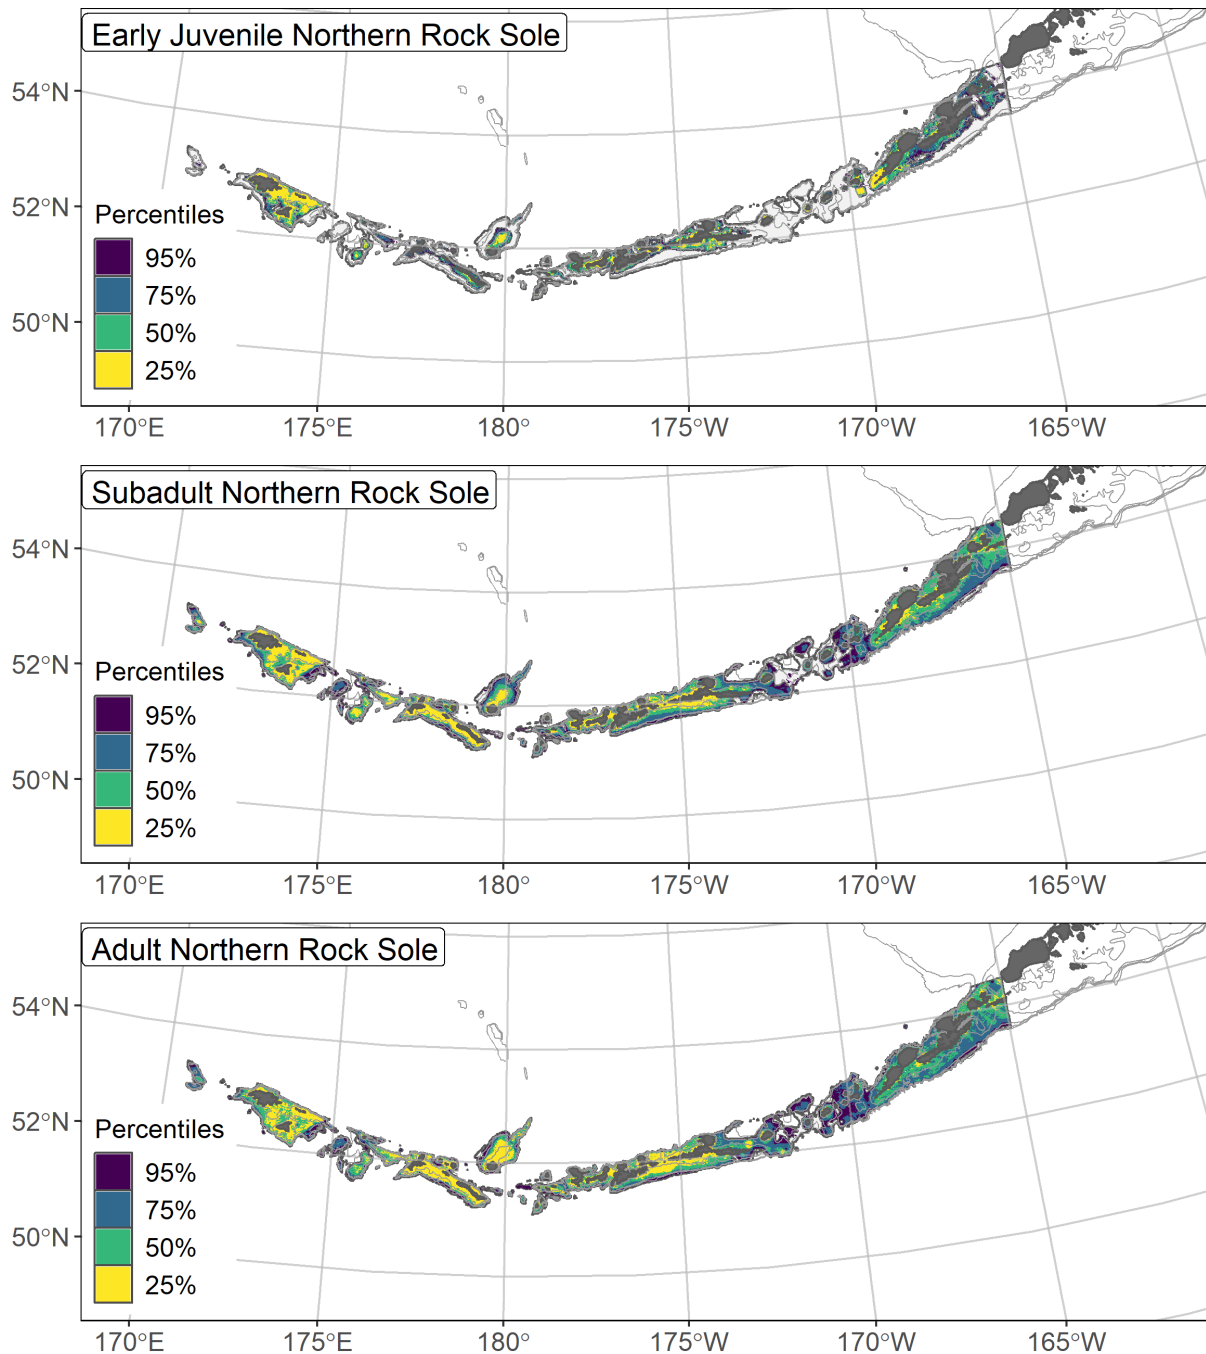 Early Juvenile Northern Rock Sole
54°N
52°N
50°N
Percentiles
95%
75%
50%
25%
170°E 175°E 180° 175°W 170°W 165°W
Subadult Northern Rock Sole
54°N
52°N
50°N
Percentiles
95%
75%
50%
25%
170°E 175°E 180° 175°W 170°W 165°W
Adult Northern Rock Sole
54°N
52°N
50°N
Percentiles
95%
75%
50%
25%
170°E 175°E 180° 175°W 170°W 165°W